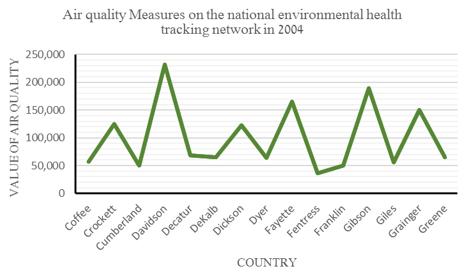 Air quality Measures on the national environmental health
tracking network in 2004
VALUE OF AIR QUALITY
250,000
200,000
150,000
100,000
50,000
0
Coffee
Crockett
Cumberland
Davidson
Decatur
DeKalb
Dickson
Dyer
Fayette
Fentress
Franklin
Gibson
Giles
Grainger
Greene
COUNTRY